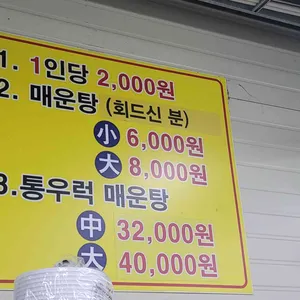 1. 1인당 2,000원
2. 매운탕 (회드신 분)
小 6,000원
大 8,000원
3.통우럭 매운탕
中 32,000원
大 40,000원